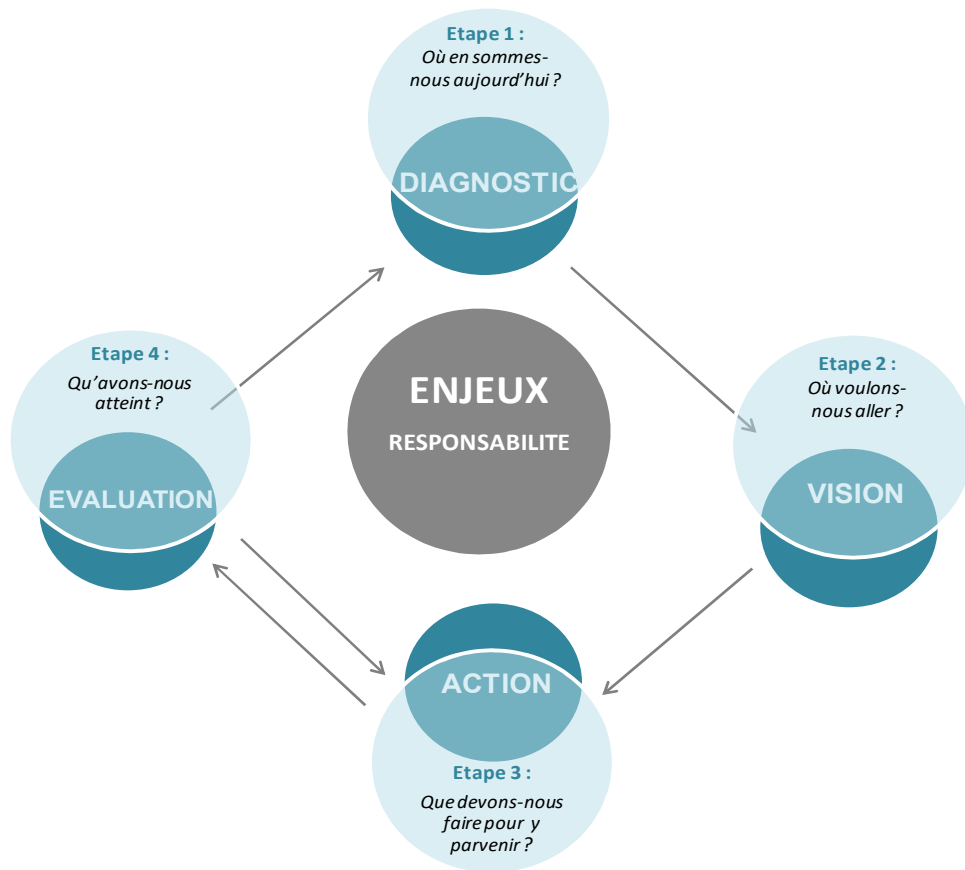 Etape 1 :
Où en sommes-
nous aujourd'hui ?
DIAGNOSTIC
Etape 4 :
Qu'avons-nous
atteint ?
EVALUATION
ENJEUX
RESPONSABILITE
Etape 2 :
Où voulons-
nous aller ?
VISION
ACTION
Etape 3 :
Que devons-nous
faire pour y
parvenir ?